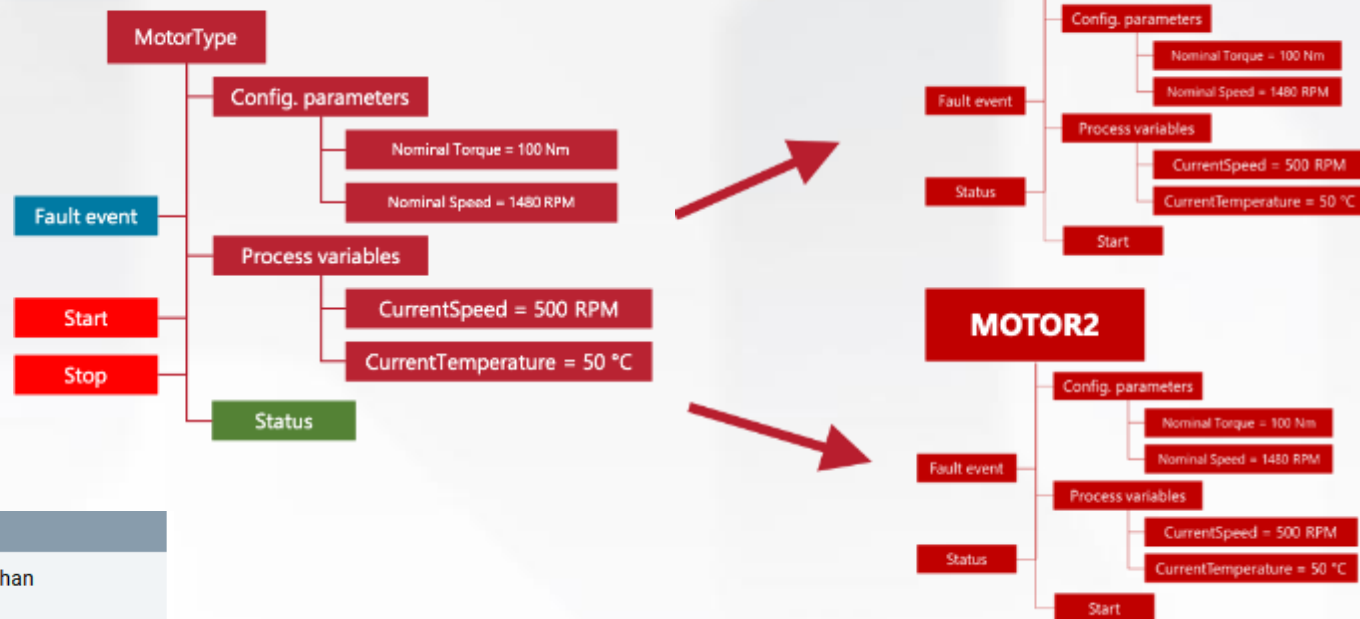 MotorType
Config. parameters
Nominal Torque = 100 Nm
Nominal Speed = 1480 RPM
Fault event
Process variables
CurrentSpeed = 500 RPM
CurrentTemperature = 50 °C
Start
Stop
Status
han
Config. parameters
Nominal Torque = 100 Nm
Nominal Speed = 1480 RPM
Fault event
Process variables
CurrentSpeed = 500 RPM
CurrentTemperature = 50 °C
Status
Start
MOTOR2
Config. parameters
Nominal Torque = 100 Nm
Nominal Speed = 1480 RPM
Fault event
Process variables
CurrentSpeed = 500 RPM
CurrentTemperature = 50 °C
Status
Start